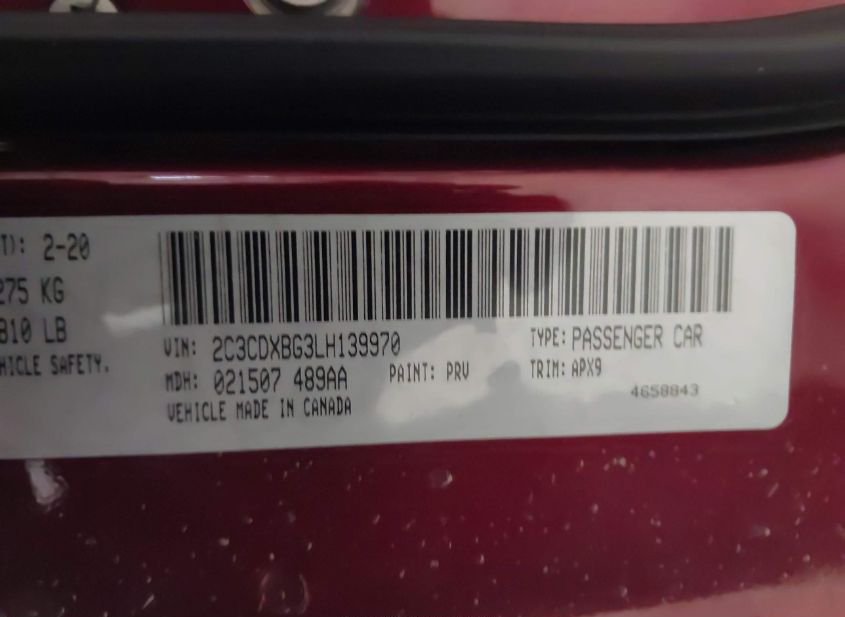 T): 2-20
275 KG
810 LB
HICLE SAFETY.
VIN: 2C3CDXBG3LH139970
TYPE: PASSENGER CAR
MDH: 021507 489AA
PAINT: PRV
TRIM: APX9
VEHICLE MADE IN CANADA
4658843